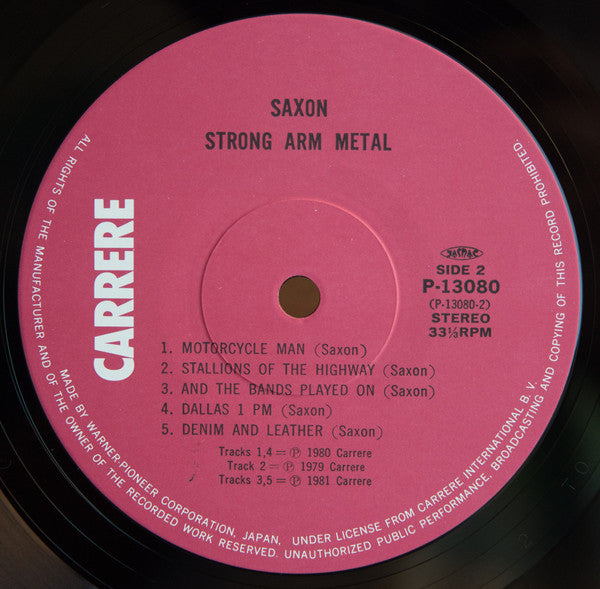 SAXON
STRONG ARM METAL
CARRERE
JASRAC
SIDE 2
P-13080
(P-13080-2)
STEREO
33⅓RPM
1. MOTORCYCLE MAN (Saxon)
2. STALLIONS OF THE HIGHWAY (Saxon)
3. AND THE BANDS PLAYED ON (Saxon)
4. DALLAS 1 PM (Saxon)
5. DENIM AND LEATHER (Saxon)
Tracks 1,4=Ⓟ 1980 Carrere
Track 2=Ⓟ 1979 Carrere
Tracks 3,5=Ⓟ 1981 Carrere
ALL RIGHTS OF THE MANUFACTURER AND OF THE OWNER OF THE RECORDED WORK RESERVED. UNAUTHORIZED PUBLIC PERFORMANCE, BROADCASTING AND COPYING OF THIS RECORD PROHIBITED.
MADE BY WARNER-PIONEER CORPORATION, JAPAN, UNDER LICENSE FROM CARRERE INTERNATIONAL B.V.